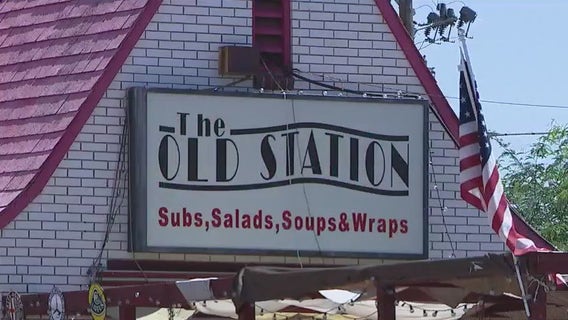 The
OLD STATION
Subs,Salads,Soups&Wraps